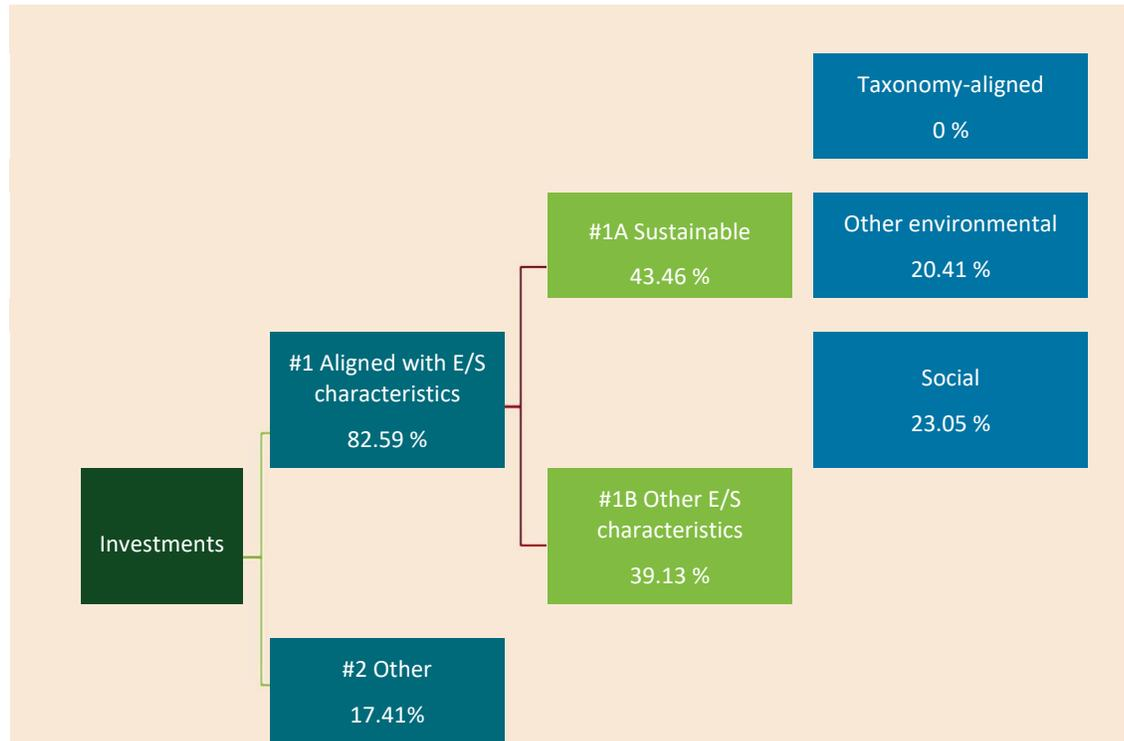 Taxonomy-aligned
0 %
#1A Sustainable
43.46 %
Other environmental
20.41 %
#1 Aligned with E/S
characteristics
82.59 %
Social
23.05 %
Investments
#1B Other E/S
characteristics
39.13 %
#2 Other
17.41%